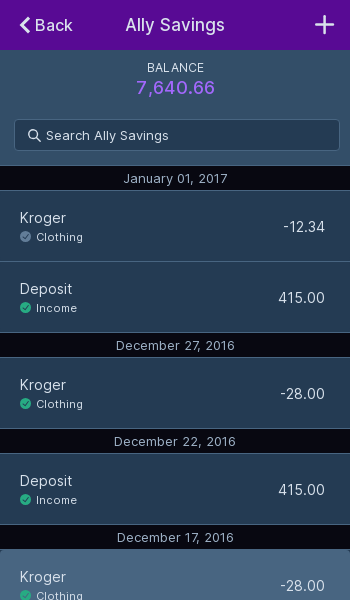 Back
Ally Savings
BALANCE
7,640.66
Search Ally Savings
January 01, 2017
Kroger
-12.34
Clothing
Deposit
415.00
Income
December 27, 2016
Kroger
-28.00
Clothing
December 22, 2016
Deposit
415.00
Income
December 17, 2016
Kroger
-28.00
Clothing